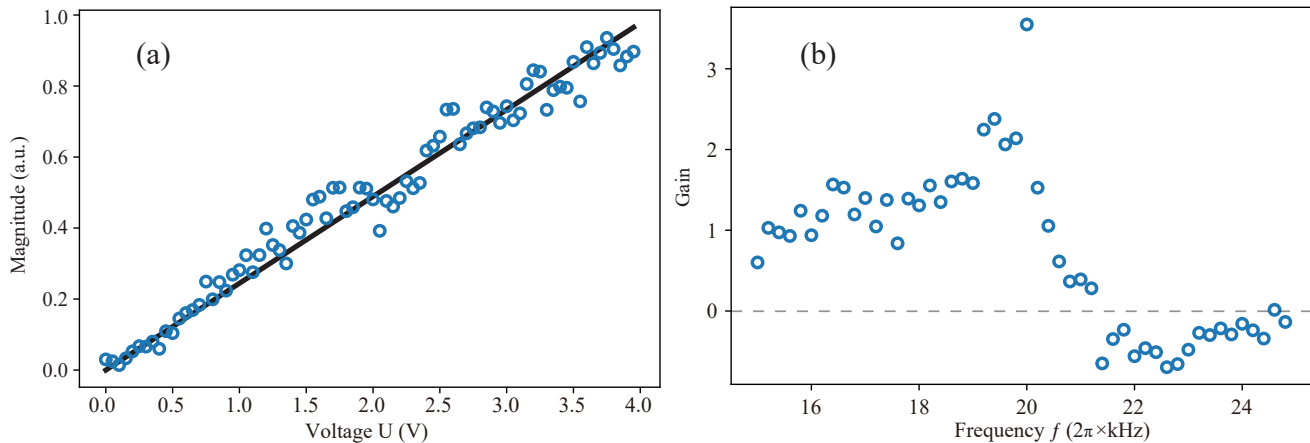 (a)
Magnitude (a.u.)
1.0
0.8
0.6
0.4
0.2
0.0
0.0 0.5 1.0 1.5 2.0 2.5 3.0 3.5 4.0
Voltage U (V)
(b)
Gain
3
2
1
0
16 18 20 22 24
Frequency f (2π×kHz)